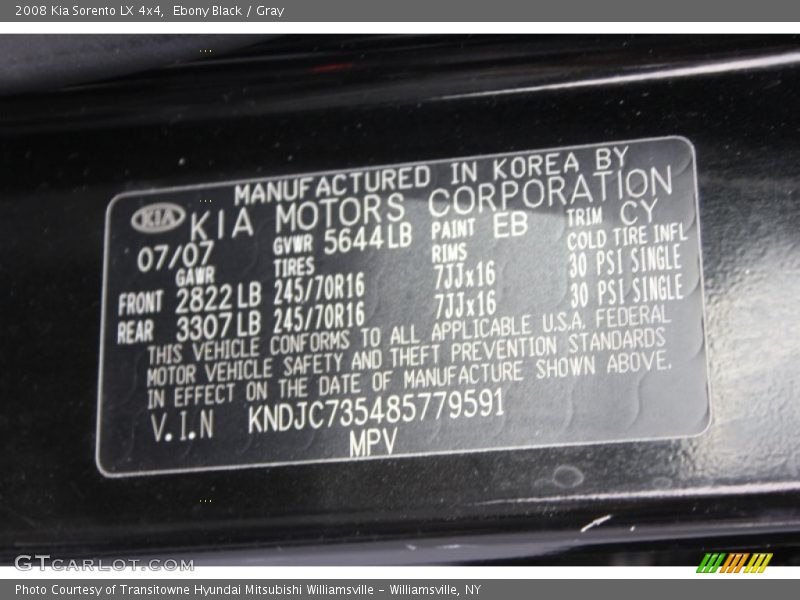 2008 Kia Sorento LX 4x4, Ebony Black / Gray
MANUFACTURED IN KOREA BY
KIA KIA MOTORS CORPORATION
07/07 GVWR 5644LB PAINT EB TRIM CY
GAWR TIRES RIMS COLD TIRE INFL
FRONT 2822LB 245/70R16 7JJx16 30 PSI SINGLE
REAR 3307LB 245/70R16 7JJx16 30 PSI SINGLE
THIS VEHICLE CONFORMS TO ALL APPLICABLE U.S.A. FEDERAL
MOTOR VEHICLE SAFETY AND THEFT PREVENTION STANDARDS
IN EFFECT ON THE DATE OF MANUFACTURE SHOWN ABOVE.
V.I.N KNDJC735485779591
MPV
GTCARLOT.COM
Photo Courtesy of Transitowne Hyundai Mitsubishi Williamsville - Williamsville, NY